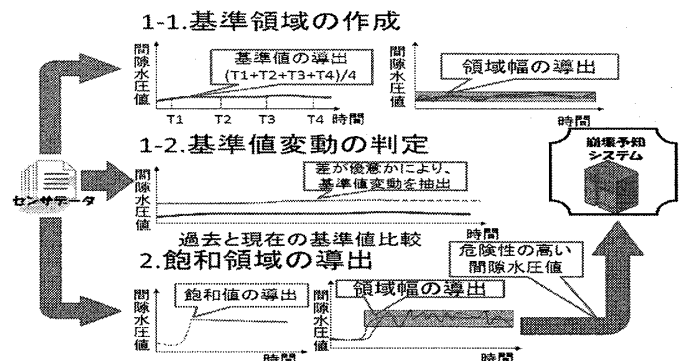 1-1.基準領域の作成
間隙水圧値
基準値の導出
(T1+T2+T3+T4)/4
T1 T2 T3 T4 時間
間隙水圧値
領域幅の導出
時間
1-2.基準値変動の判定
センサデータ
間隙水圧値
差が優意かにより、
基準値変動を抽出
時間
過去と現在の基準値比較
崩壊予知
システム
2.飽和領域の導出
間隙水圧値
飽和値の導出
時間
間隙水圧値
領域幅の導出
時間
危険性の高い
間隙水圧値